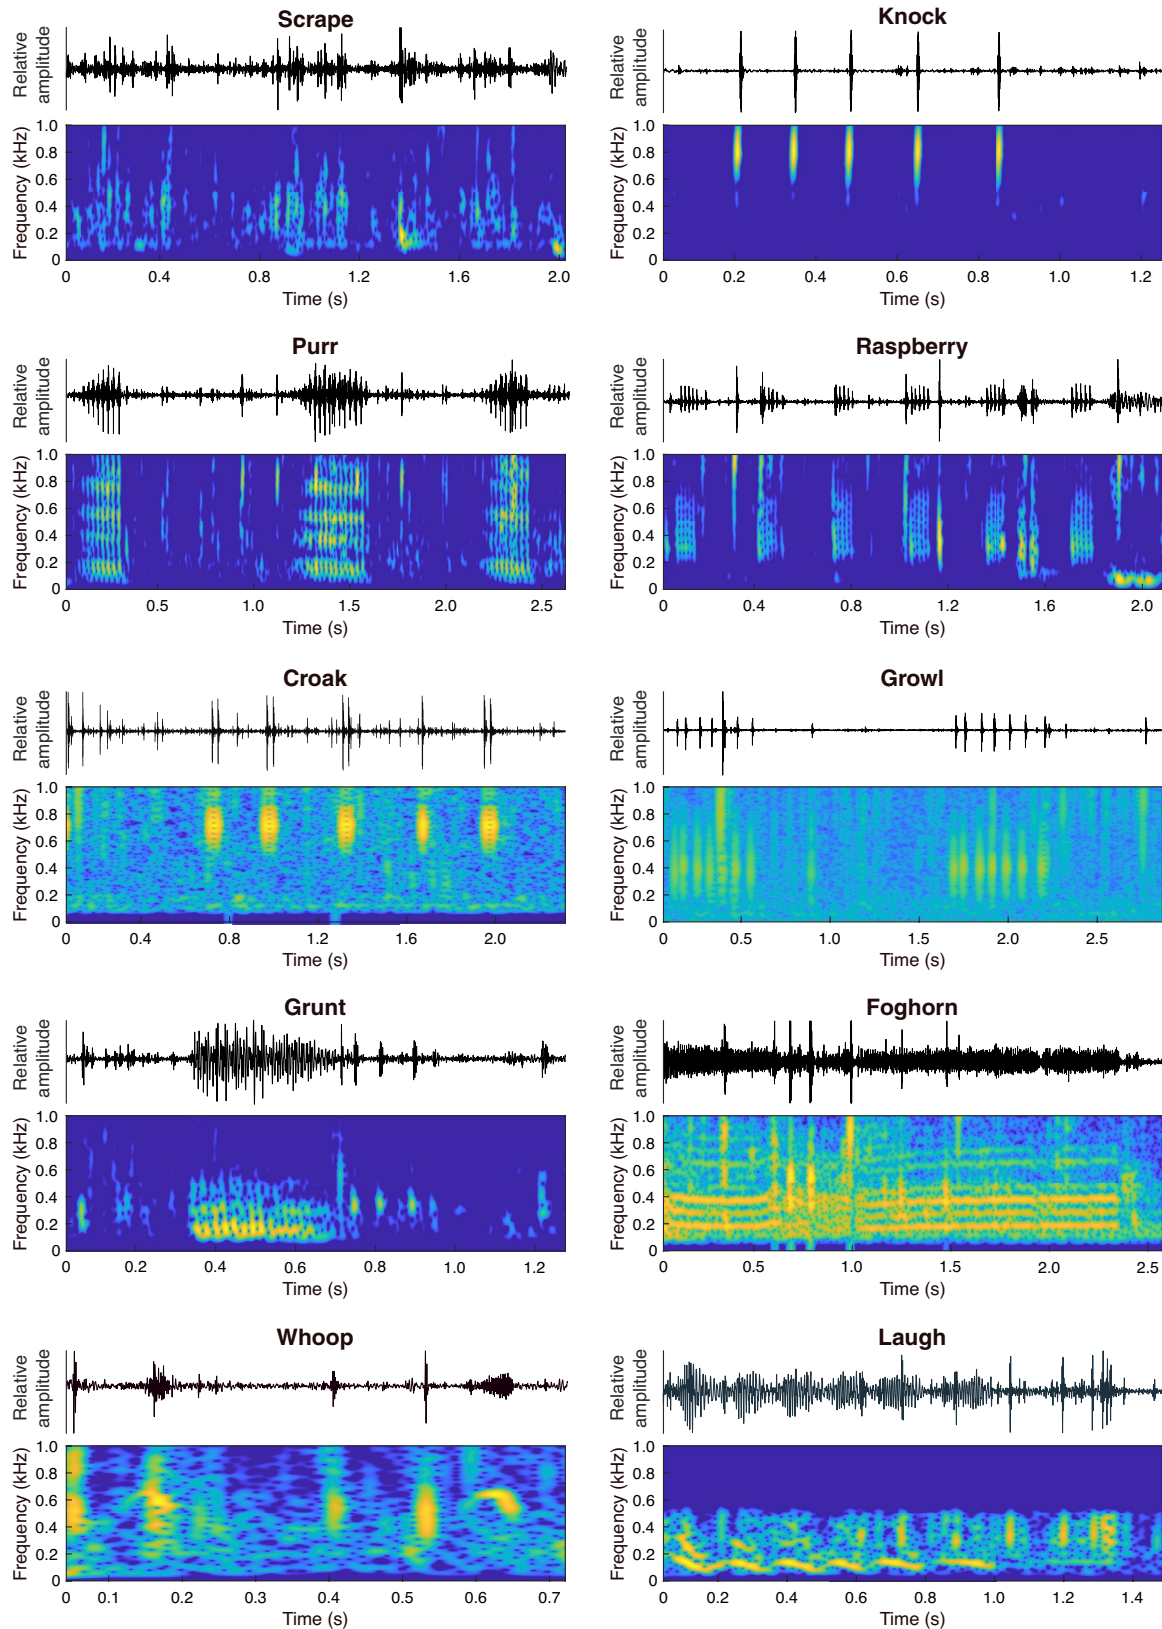 Scrape
Relative
amplitude
Frequency (kHz)
1.0
0.8
0.6
0.4
0.2
0
0 0.4 0.8 1.2 1.6 2.0
Time (s)
Knock
Relative
amplitude
Frequency (kHz)
1.0
0.8
0.6
0.4
0.2
0
0 0.2 0.4 0.6 0.8 1.0 1.2
Time (s)
Purr
Relative
amplitude
Frequency (kHz)
1.0
0.8
0.6
0.4
0.2
0
0 0.5 1.0 1.5 2.0 2.5
Time (s)
Raspberry
Relative
amplitude
Frequency (kHz)
1.0
0.8
0.6
0.4
0.2
0
0 0.4 0.8 1.2 1.6 2.0
Time (s)
Croak
Relative
amplitude
Frequency (kHz)
1.0
0.8
0.6
0.4
0.2
0
0 0.4 0.8 1.2 1.6 2.0
Time (s)
Growl
Relative
amplitude
Frequency (kHz)
1.0
0.8
0.6
0.4
0.2
0
0 0.5 1.0 1.5 2.0 2.5
Time (s)
Grunt
Relative
amplitude
Frequency (kHz)
1.0
0.8
0.6
0.4
0.2
0
0 0.2 0.4 0.6 0.8 1.0 1.2
Time (s)
Foghorn
Relative
amplitude
Frequency (kHz)
1.0
0.8
0.6
0.4
0.2
0
0 0.5 1.0 1.5 2.0 2.5
Time (s)
Whoop
Relative
amplitude
Frequency (kHz)
1.0
0.8
0.6
0.4
0.2
0
0 0.1 0.2 0.3 0.4 0.5 0.6 0.7
Time (s)
Laugh
Relative
amplitude
Frequency (kHz)
1.0
0.8
0.6
0.4
0.2
0
0 0.2 0.4 0.6 0.8 1.0 1.2 1.4
Time (s)